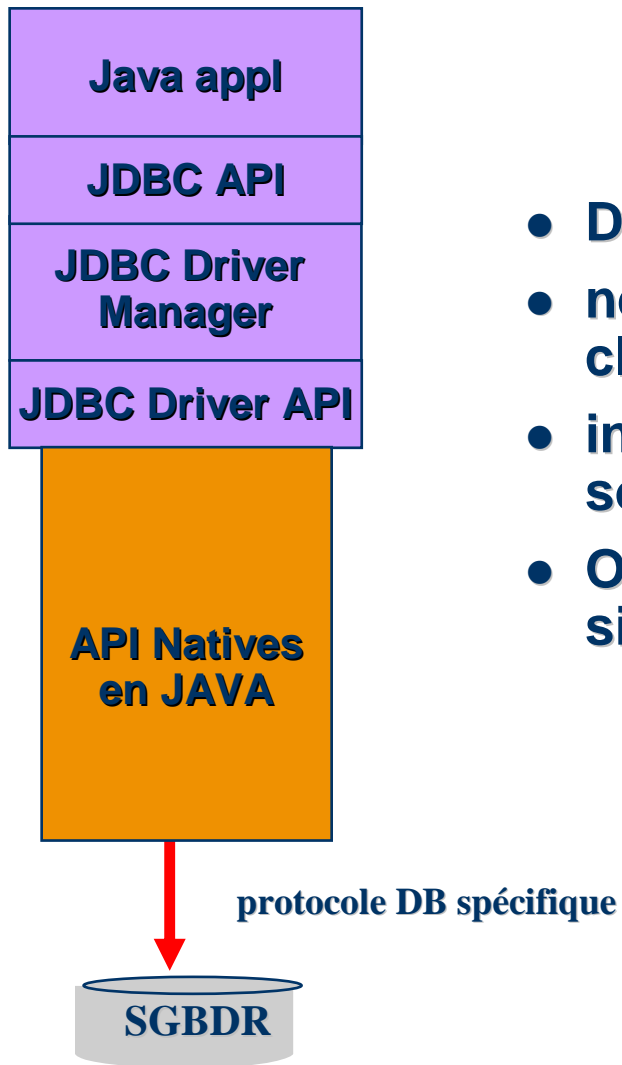 Java appl
JDBC API
JDBC Driver
Manager
JDBC Driver API
API Natives
en JAVA
protocole DB spécifique
SGBDR